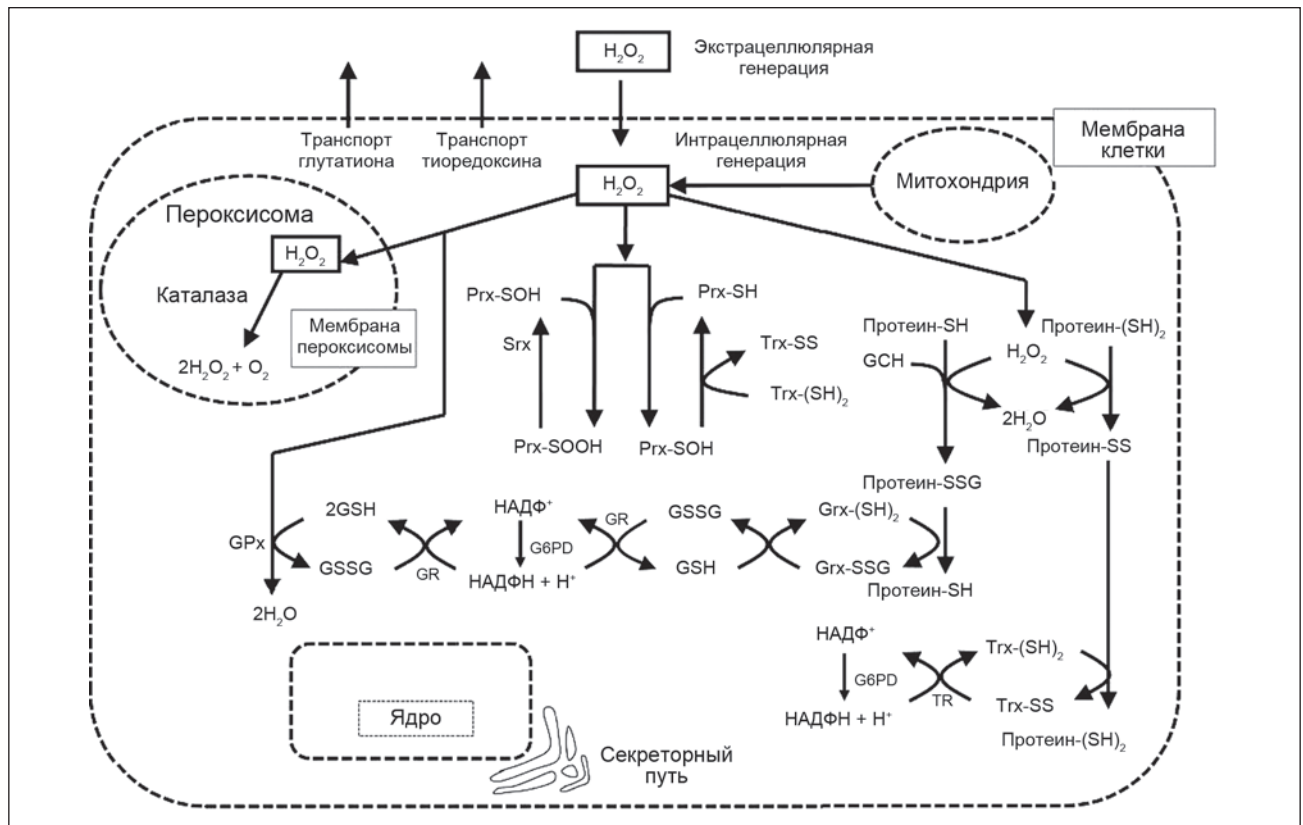 H₂O₂
Экстрацеллюлярная
генерация
Транспорт
глутатиона
Транспорт
тиоредоксина
Интрацеллюлярная
генерация
Мембрана
клетки
H₂O₂
Митохондрия
Пероксисома
H₂O₂
Каталаза
Мембрана
пероксисомы
2H₂O₂ + O₂
Prx-SOH
Srx
Prx-SOOH
Prx-SH
Trx-SS
Trx-(SH)₂
Prx-SOH
Протеин-SH
GCH
H₂O₂
Протеин-(SH)₂
2H₂O
Протеин-SS
Протеин-SSG
GPx
2GSH
GSSG
GR
2H₂O
НАДФ⁺
G6PD
НАДФН + H⁺
GR
GSSG
GSH
Grx-(SH)₂
Grx-SSG
Протеин-SH
НАДФ⁺
G6PD
НАДФН + H⁺
TR
Trx-(SH)₂
Trx-SS
Протеин-(SH)₂
Ядро
Секреторный
путь